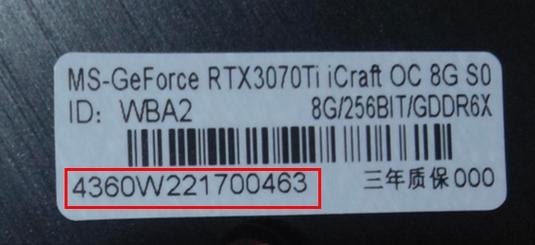 MS-GeForce RTX3070Ti iCraft OC 8G S0
ID: WBA2 8G/256BIT/GDDR6X
4360W221700463 三年质保000